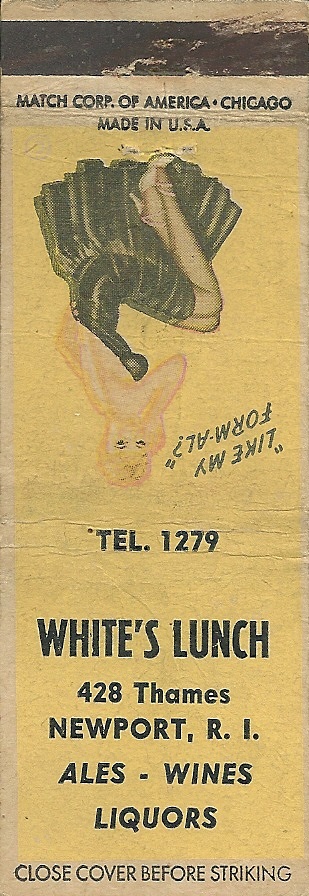 MATCH CORP. OF AMERICA • CHICAGO
MADE IN U.S.A.
"LIKE MY
FORM-AL?"
TEL. 1279
WHITE'S LUNCH
428 Thames
NEWPORT, R. I.
ALES - WINES
LIQUORS
CLOSE COVER BEFORE STRIKING